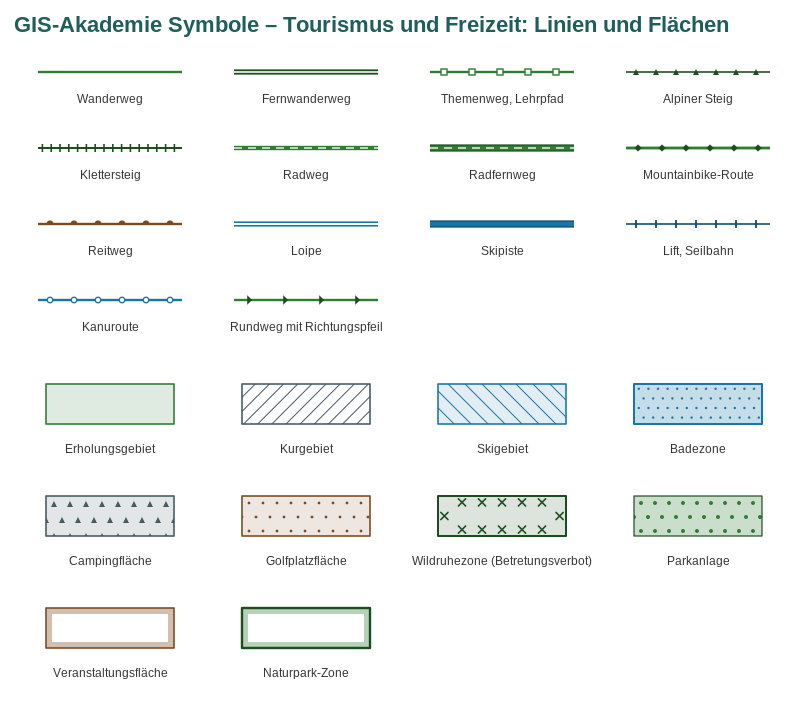 GIS-Akademie Symbole – Tourismus und Freizeit: Linien und Flächen
Wanderweg
Fernwanderweg
Themenweg, Lehrpfad
Alpiner Steig
Klettersteig
Radweg
Radfernweg
Mountainbike-Route
Reitweg
Loipe
Skipiste
Lift, Seilbahn
Kanuroute
Rundweg mit Richtungspfeil
Erholungsgebiet
Kurgebiet
Skigebiet
Badezone
Campingfläche
Golfplatzfläche
Wildruhezone (Betretungsverbot)
Parkanlage
Veranstaltungsfläche
Naturpark-Zone